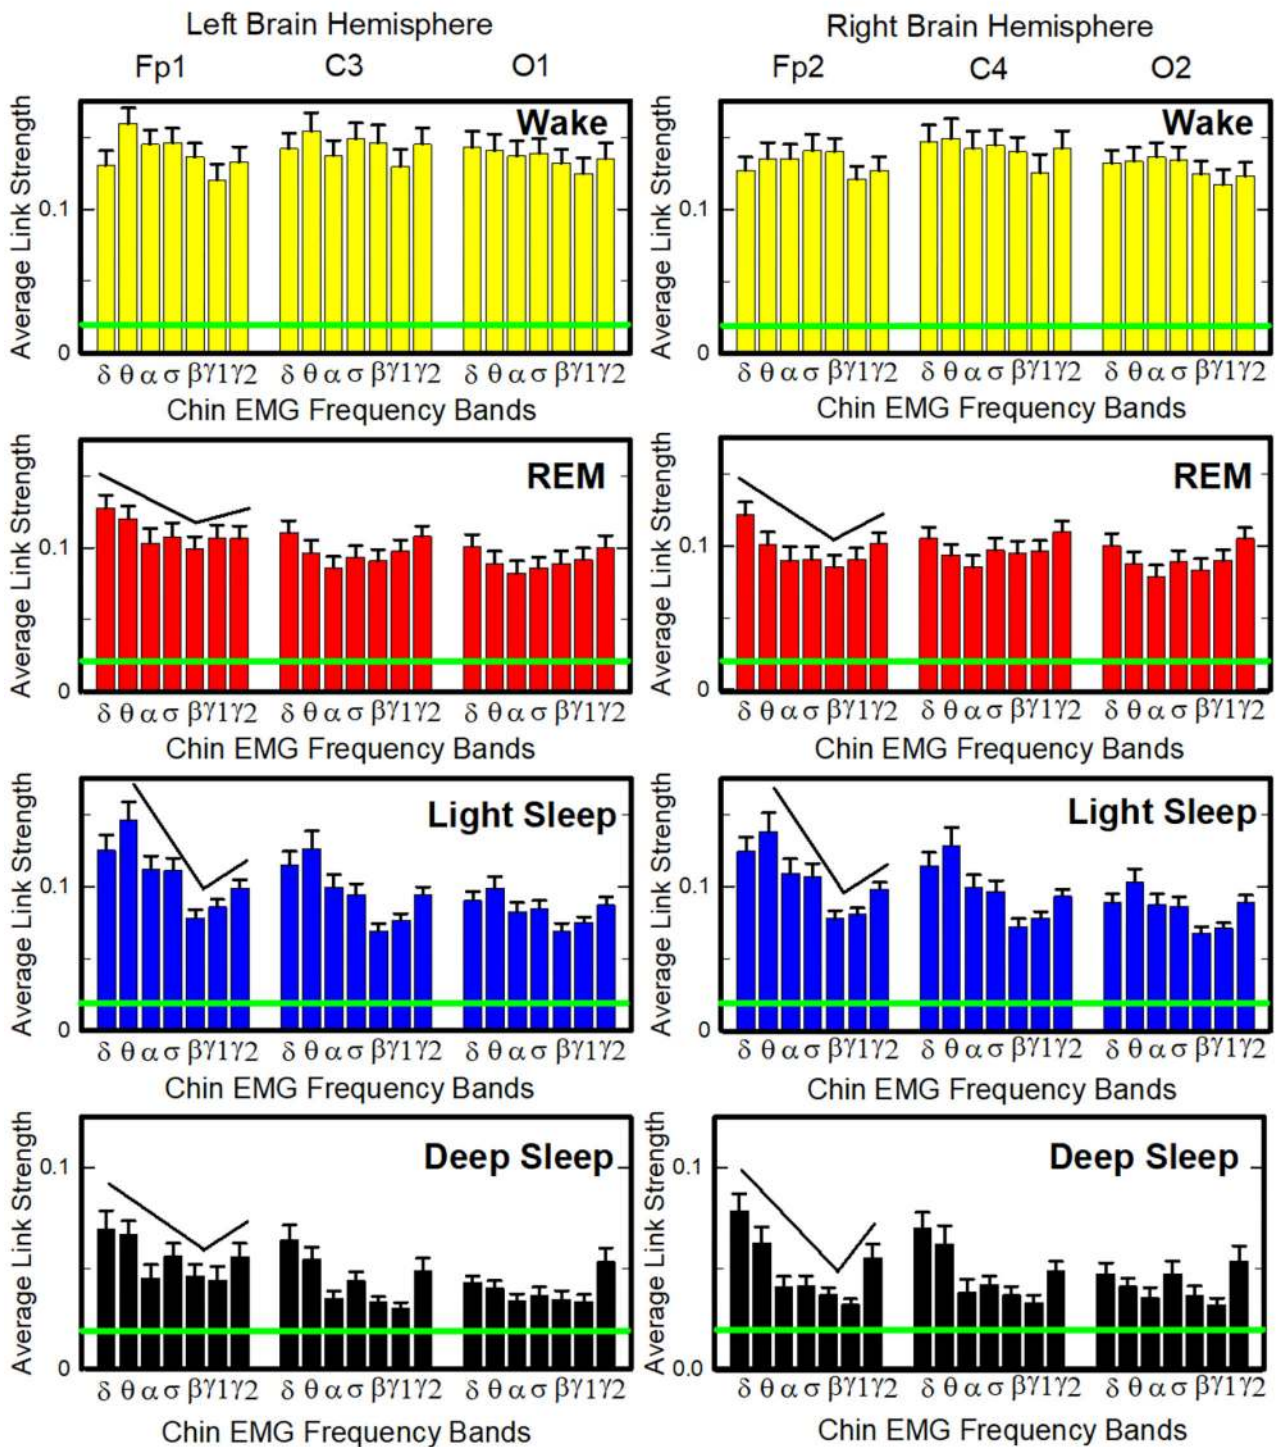 Left Brain Hemisphere
Fp1 C3 O1
Right Brain Hemisphere
Fp2 C4 O2
Average Link Strength
0.1
0
Wake
δ θ α σ β γ1 γ2 δ θ α σ β γ1 γ2 δ θ α σ β γ1 γ2
Chin EMG Frequency Bands
Average Link Strength
0.1
0
Wake
δ θ α σ β γ1 γ2 δ θ α σ β γ1 γ2 δ θ α σ β γ1 γ2
Chin EMG Frequency Bands
Average Link Strength
0.1
0
REM
δ θ α σ β γ1 γ2 δ θ α σ β γ1 γ2 δ θ α σ β γ1 γ2
Chin EMG Frequency Bands
Average Link Strength
0.1
0
REM
δ θ α σ β γ1 γ2 δ θ α σ β γ1 γ2 δ θ α σ β γ1 γ2
Chin EMG Frequency Bands
Average Link Strength
0.1
0
Light Sleep
δ θ α σ β γ1 γ2 δ θ α σ β γ1 γ2 δ θ α σ β γ1 γ2
Chin EMG Frequency Bands
Average Link Strength
0.1
0
Light Sleep
δ θ α σ β γ1 γ2 δ θ α σ β γ1 γ2 δ θ α σ β γ1 γ2
Chin EMG Frequency Bands
Average Link Strength
0.1
0
Deep Sleep
δ θ α σ β γ1 γ2 δ θ α σ β γ1 γ2 δ θ α σ β γ1 γ2
Chin EMG Frequency Bands
Average Link Strength
0.1
0.0
Deep Sleep
δ θ α σ β γ1 γ2 δ θ α σ β γ1 γ2 δ θ α σ β γ1 γ2
Chin EMG Frequency Bands